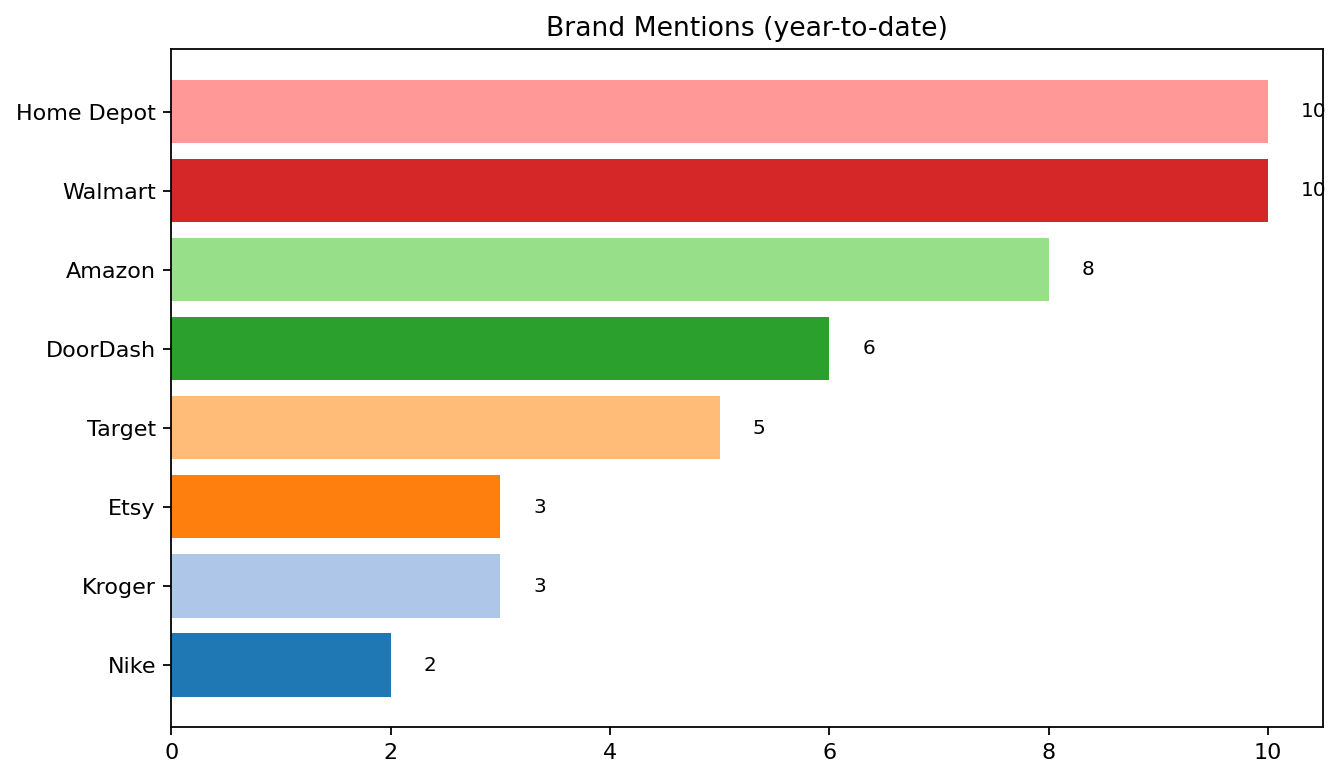 Brand Mentions (year-to-date)
Home Depot 10
Walmart 10
Amazon 8
DoorDash 6
Target 5
Etsy 3
Kroger 3
Nike 2
0 2 4 6 8 10